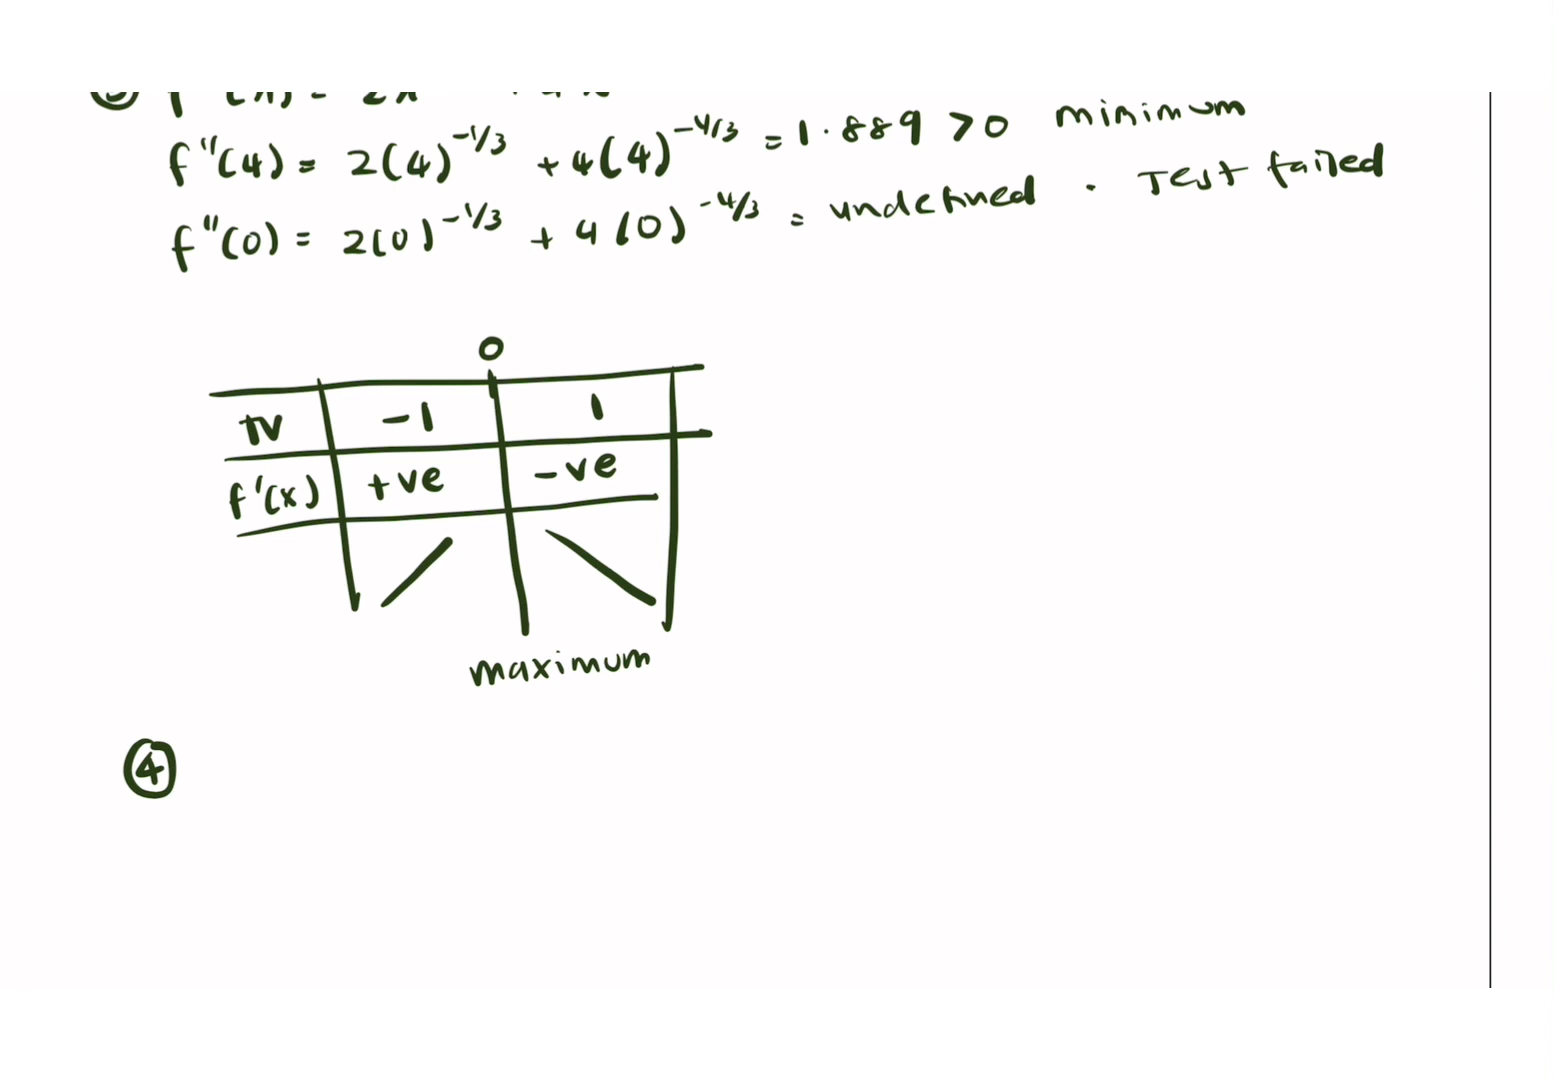 f"(4) = 2(4)^-1/3 + 4(4)^-4/3 = 1.889 > 0 minimum
f"(0) = 2(0)^-1/3 + 4(0)^-4/3 = undefined . Test failed
0
TV -1 1
f'(x) +ve -ve
maximum
④